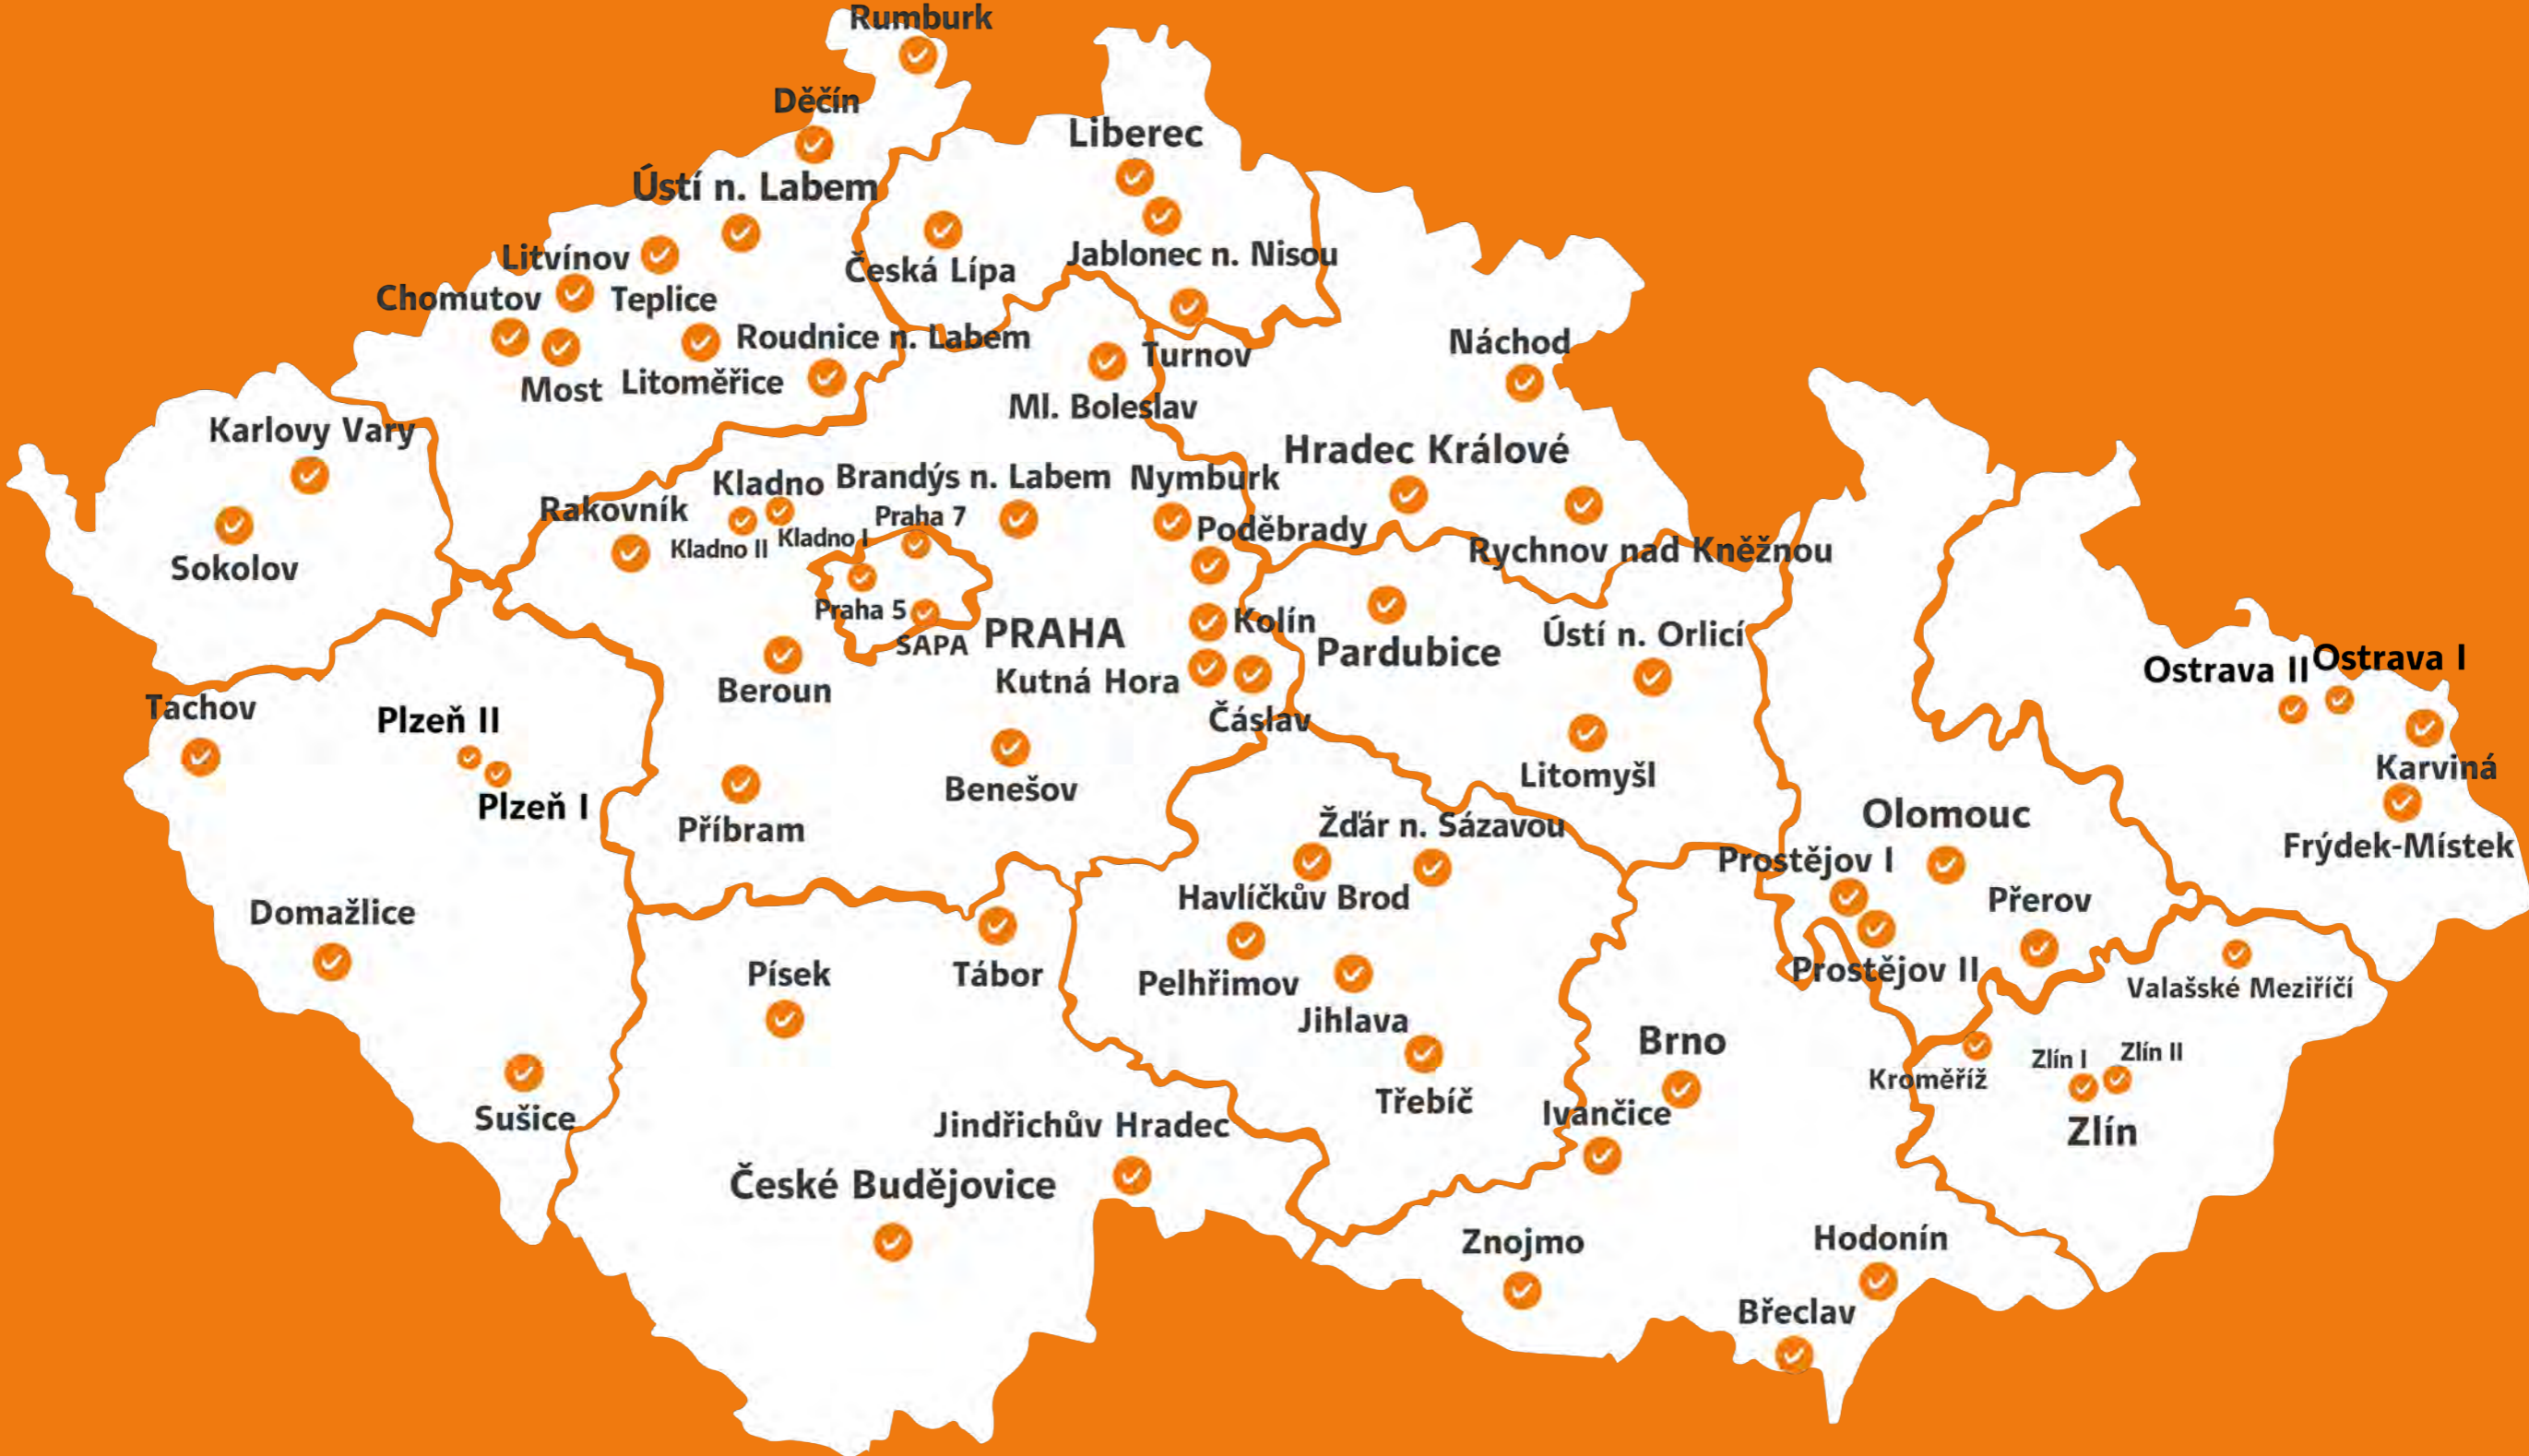 Rumburk
Děčín
Liberec
Ústí n. Labem
Litvínov
Česká Lípa
Jablonec n. Nisou
Chomutov
Teplice
Roudnice n. Labem
Turnov
Náchod
Most
Litoměřice
Ml. Boleslav
Karlovy Vary
Hradec Králové
Kladno
Brandýs n. Labem
Nymburk
Rakovník
Praha 7
Poděbrady
Kladno II
Kladno I
Rychnov nad Kněžnou
Sokolov
Praha 5
Kolín
SAPA
PRAHA
Ústí n. Orlicí
Pardubice
Ostrava II
Ostrava I
Beroun
Kutná Hora
Tachov
Plzeň II
Čáslav
Karviná
Benešov
Litomyšl
Plzeň I
Příbram
Žďár n. Sázavou
Olomouc
Frýdek-Místek
Prostějov I
Havlíčkův Brod
Přerov
Domažlice
Písek
Tábor
Pelhřimov
Prostějov II
Valašské Meziříčí
Jihlava
Brno
Zlín I
Zlín II
Kroměříž
Třebíč
Ivančice
Sušice
Jindřichův Hradec
Zlín
České Budějovice
Znojmo
Hodonín
Břeclav